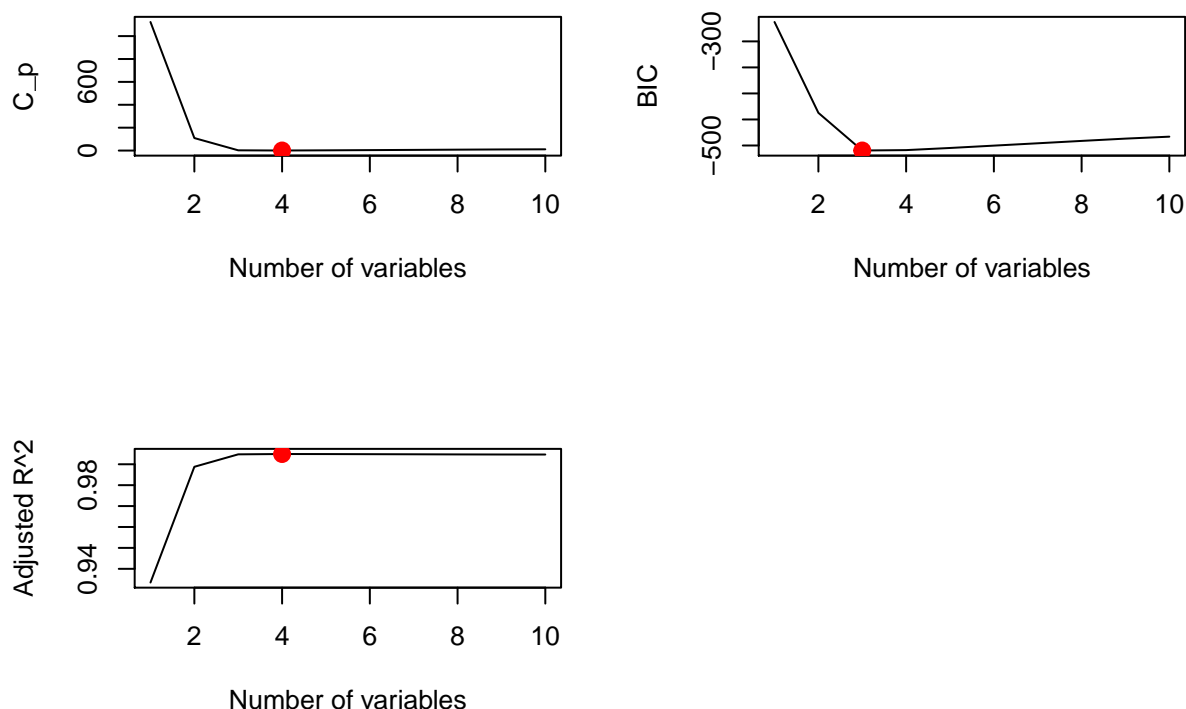 C_p
600
0
2 4 6 8 10
Number of variables
BIC
−300
−500
2 4 6 8 10
Number of variables
Adjusted R^2
0.98
0.94
2 4 6 8 10
Number of variables